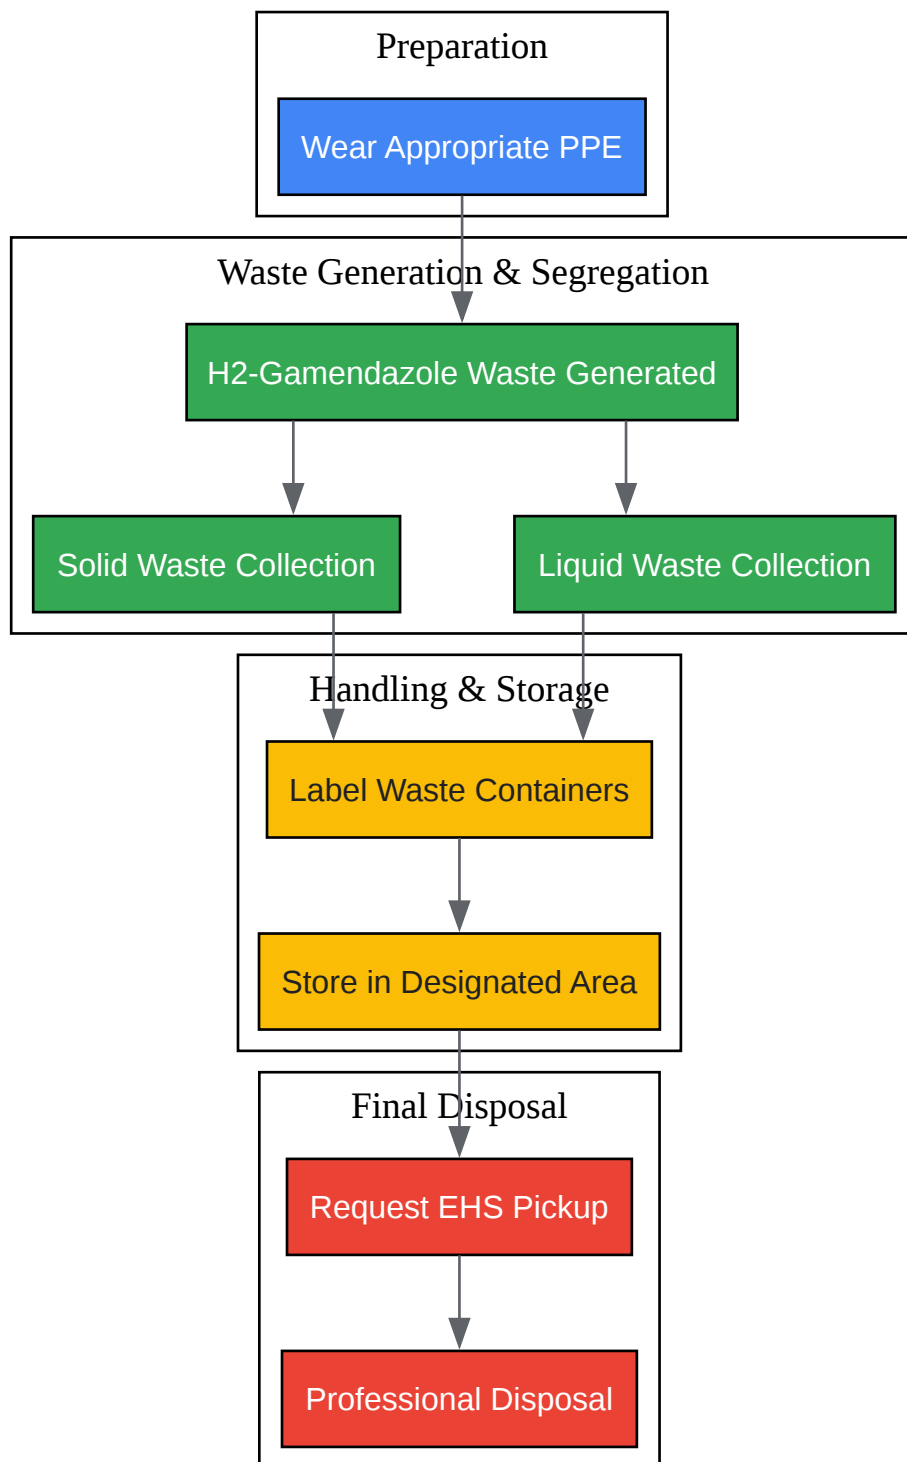 Preparation
Wear Appropriate PPE
Waste Generation & Segregation
H2-Gamendazole Waste Generated
Solid Waste Collection
Liquid Waste Collection
Handling & Storage
Label Waste Containers
Store in Designated Area
Final Disposal
Request EHS Pickup
Professional Disposal